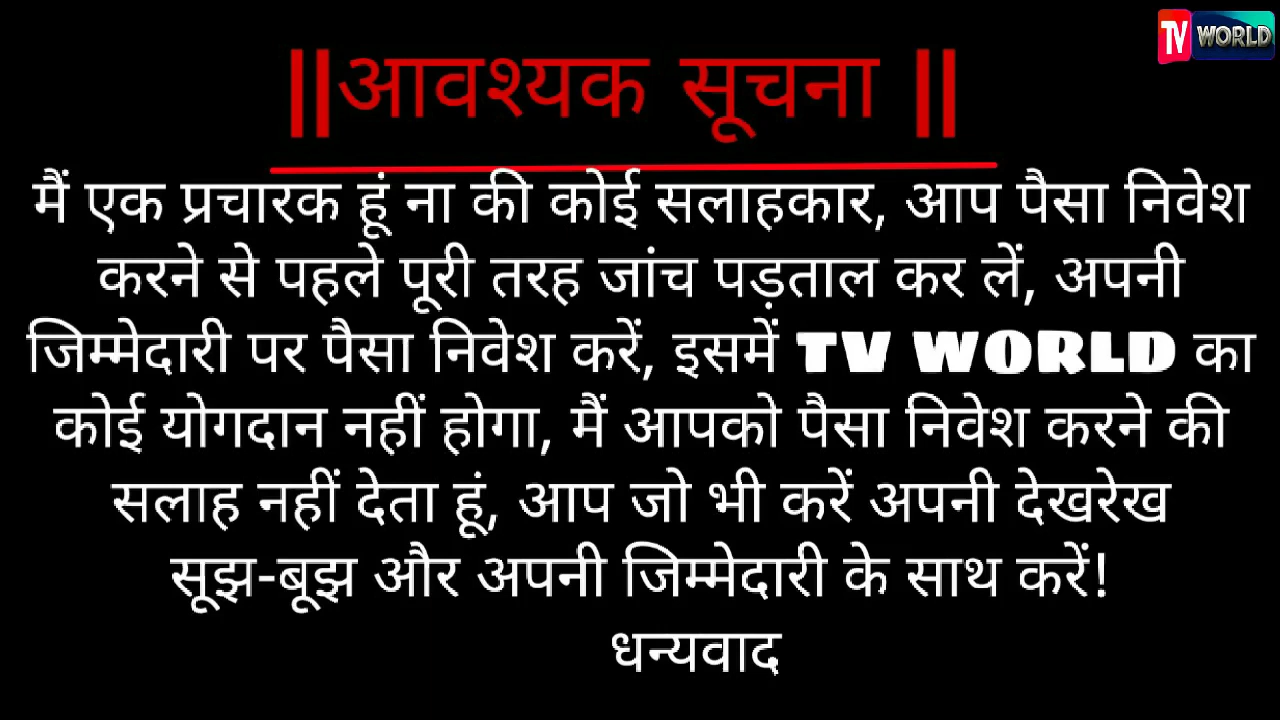 TV WORLD
||आवश्यक सूचना ||
मैं एक प्रचारक हूं ना की कोई सलाहकार, आप पैसा निवेश
करने से पहले पूरी तरह जांच पड़ताल कर लें, अपनी
जिम्मेदारी पर पैसा निवेश करें, इसमें TV WORLD का
कोई योगदान नहीं होगा, मैं आपको पैसा निवेश करने की
सलाह नहीं देता हूं, आप जो भी करें अपनी देखरेख
सूझ-बूझ और अपनी जिम्मेदारी के साथ करें!
धन्यवाद